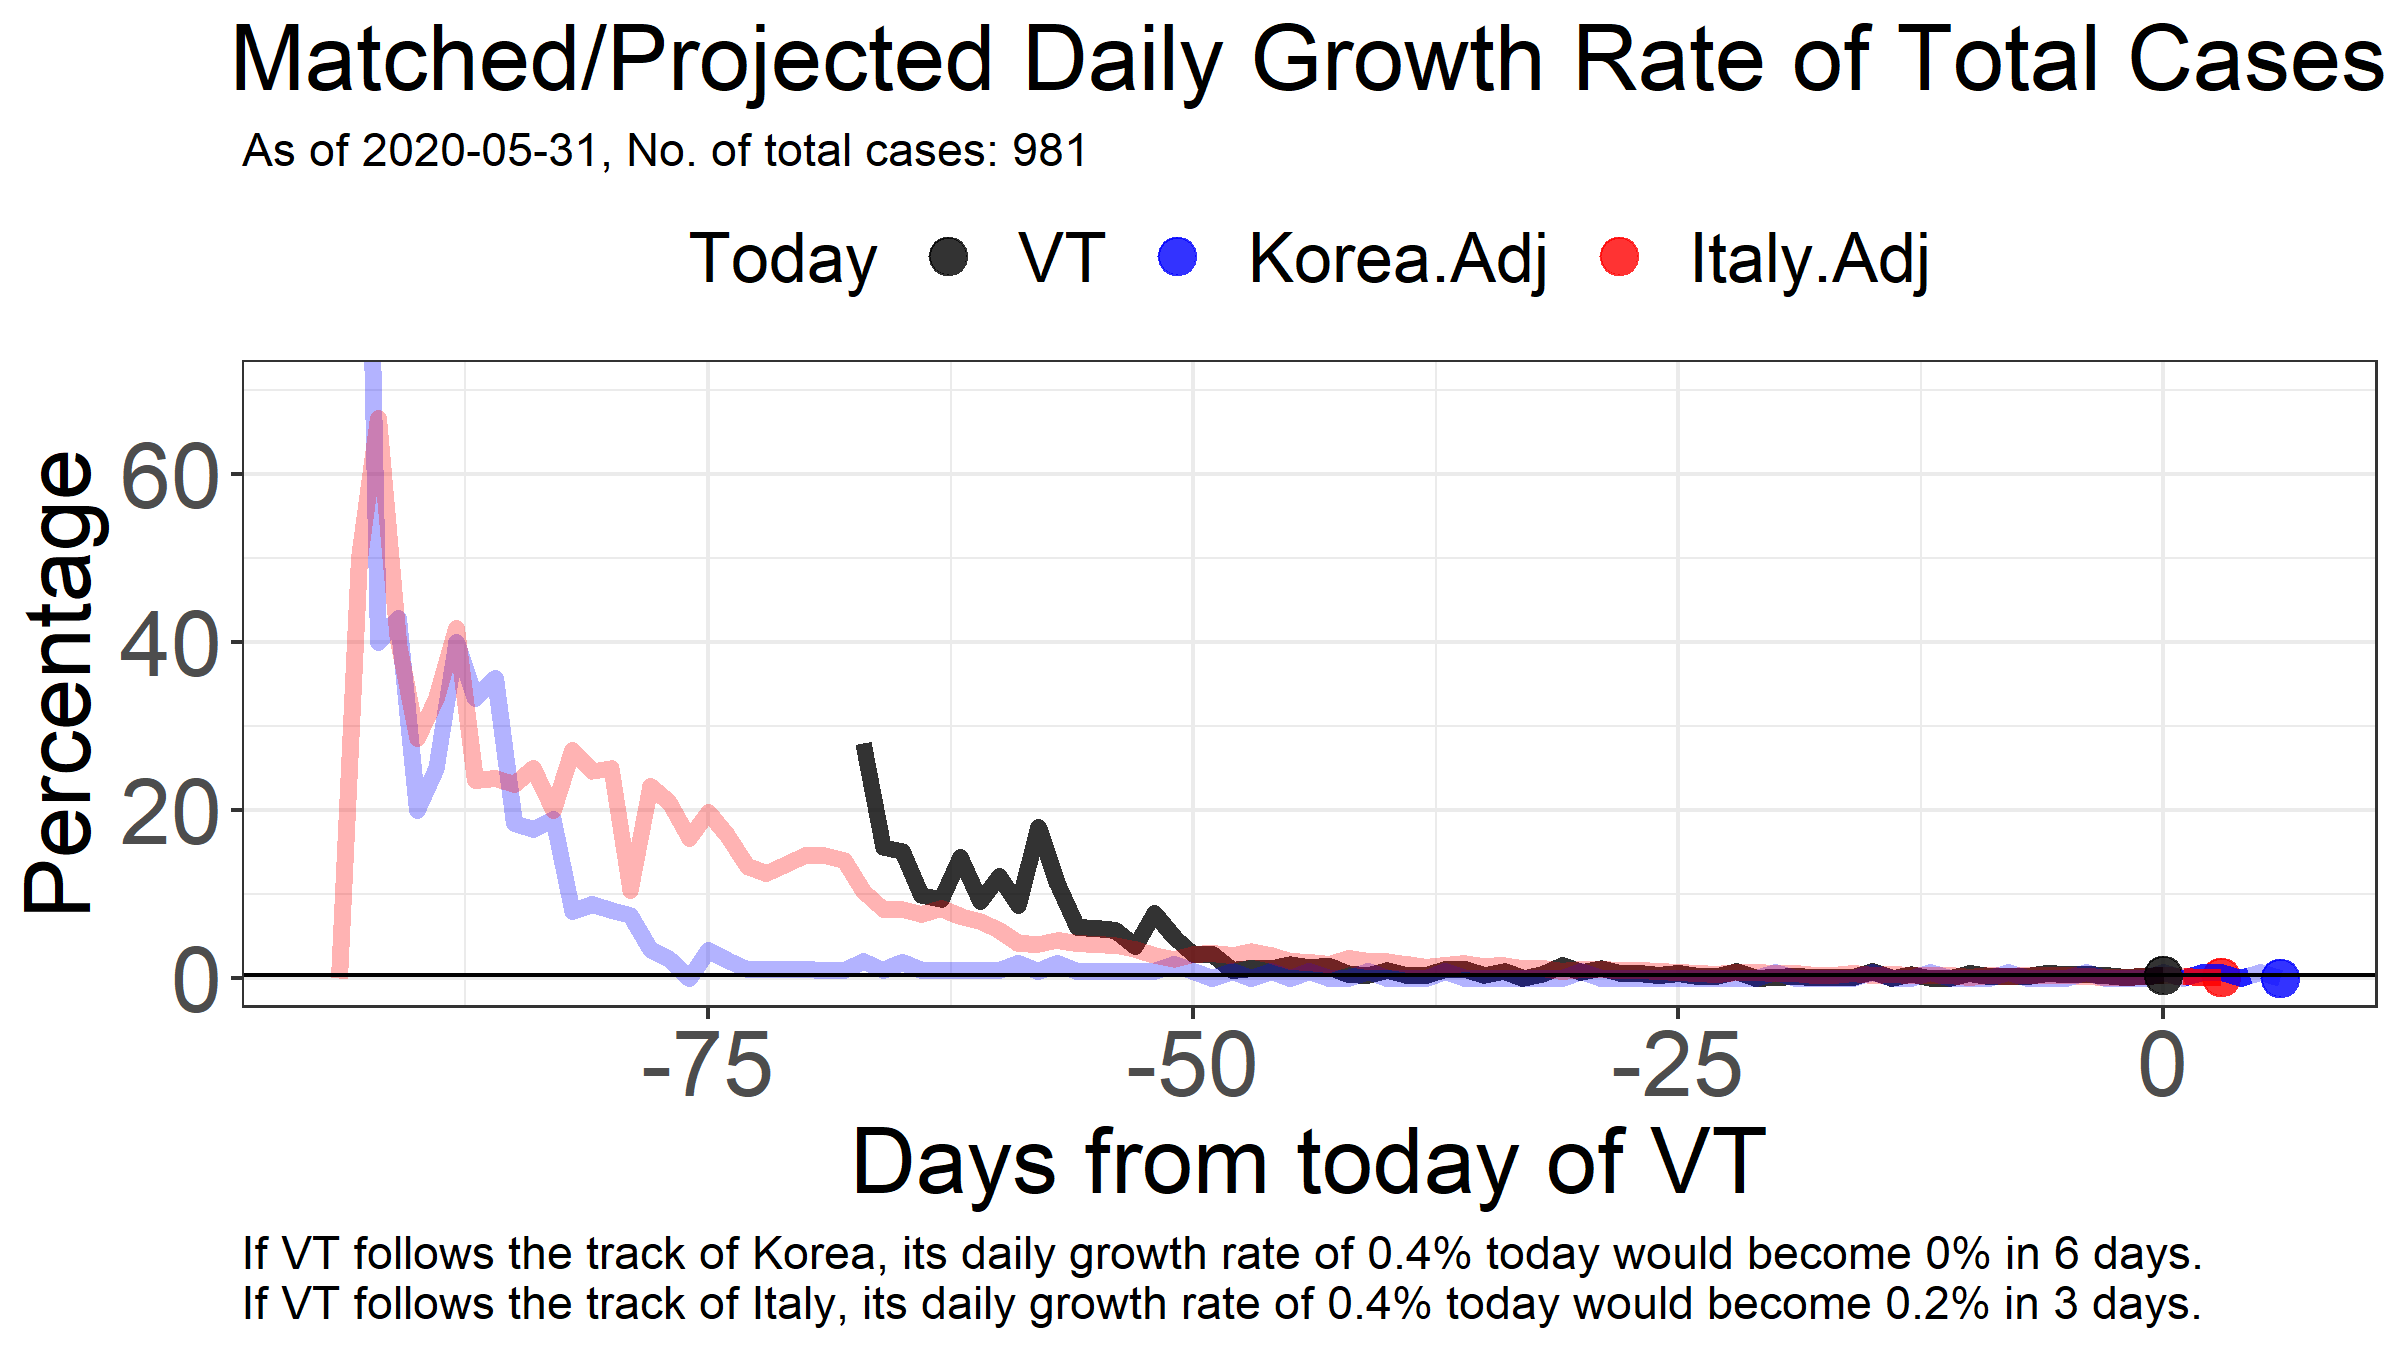 Matched/Projected Daily Growth Rate of Total Cases
As of 2020-05-31, No. of total cases: 981
Today VT Korea.Adj Italy.Adj
Percentage
60
40
20
0
-75 -50 -25 0
Days from today of VT
If VT follows the track of Korea, its daily growth rate of 0.4% today would become 0% in 6 days.
If VT follows the track of Italy, its daily growth rate of 0.4% today would become 0.2% in 3 days.